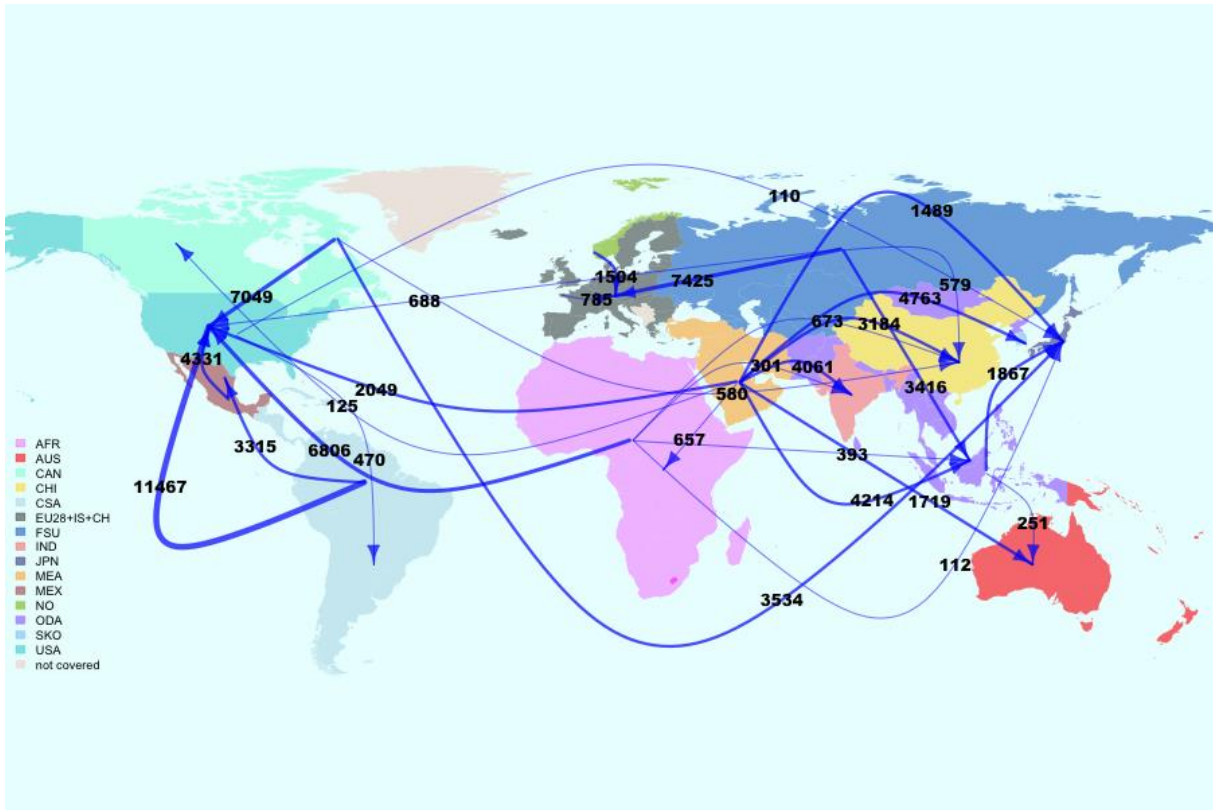 110
1489
7049
688
1504
7425
785
579
4763
673
3184
4331
2049
125
301
4061
580
3416
1867
3315
6806
470
657
393
11467
4214
1719
251
112
3534
AFR
AUS
CAN
CHI
CSA
EU28+IS+CH
FSU
IND
JPN
MEA
MEX
NO
ODA
SKO
USA
not covered